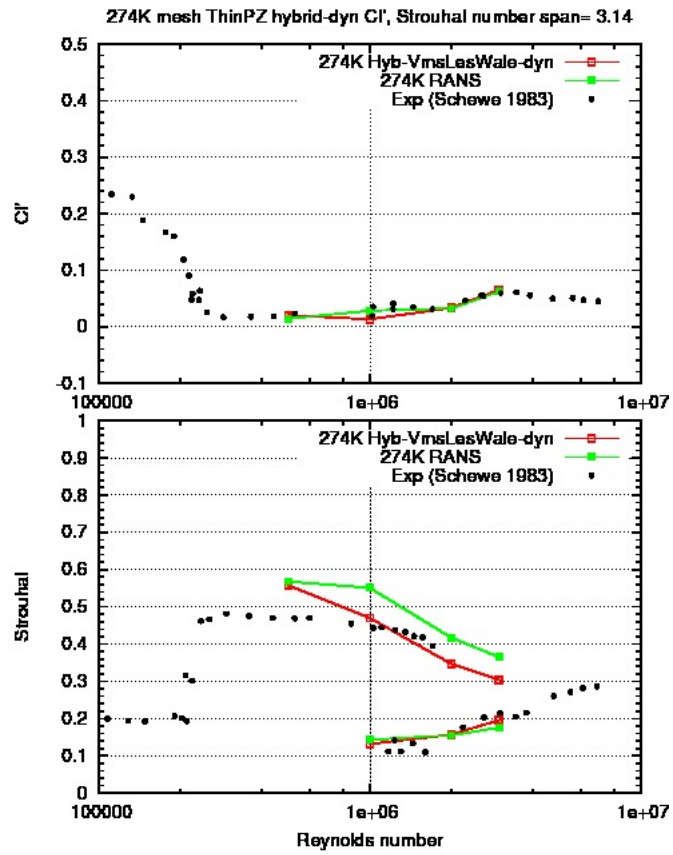 274K mesh ThinPZ hybrid-dyn Cl', Strouhal number span= 3.14
0.5
0.4
0.3
0.2
0.1
0
-0.1
Cl'
274K Hyb-VmsLesWale-dyn
274K RANS
Exp (Schewe 1983)
100000 1e+06 1e+07
1
0.9
0.8
0.7
0.6
0.5
0.4
0.3
0.2
0.1
0
Strouhal
274K Hyb-VmsLesWale-dyn
274K RANS
Exp (Schewe 1983)
100000 1e+06 1e+07
Reynolds number